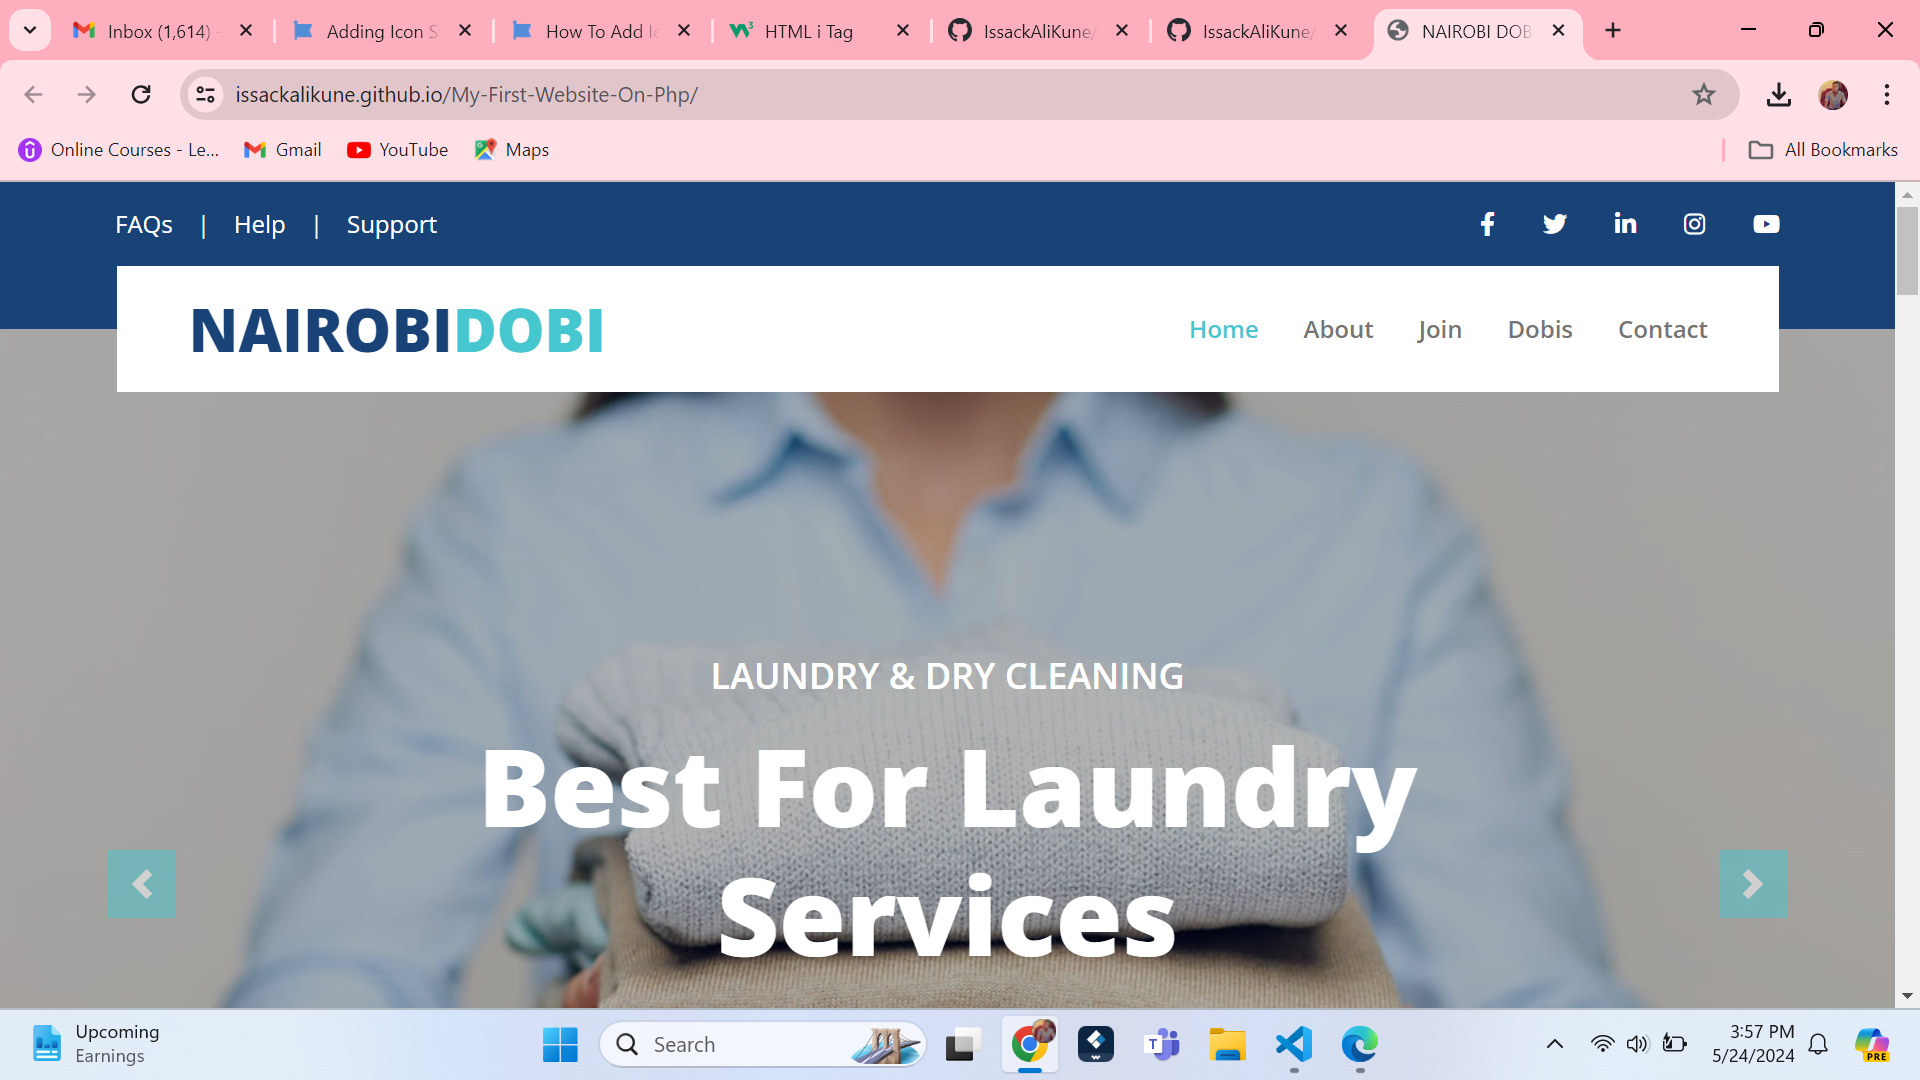 Inbox (1,614) -
Adding Icon S
How To Add Ic
HTML i Tag
IssackAliKune/
IssackAliKune/
NAIROBI DOB
issackalikune.github.io/My-First-Website-On-Php/
Online Courses - Le...
Gmail
YouTube
Maps
All Bookmarks
FAQs | Help | Support
NAIROBIDOBI
Home About Join Dobis Contact
LAUNDRY & DRY CLEANING
Best For Laundry
Services
Upcoming
Earnings
Search
3:57 PM
5/24/2024
PRE